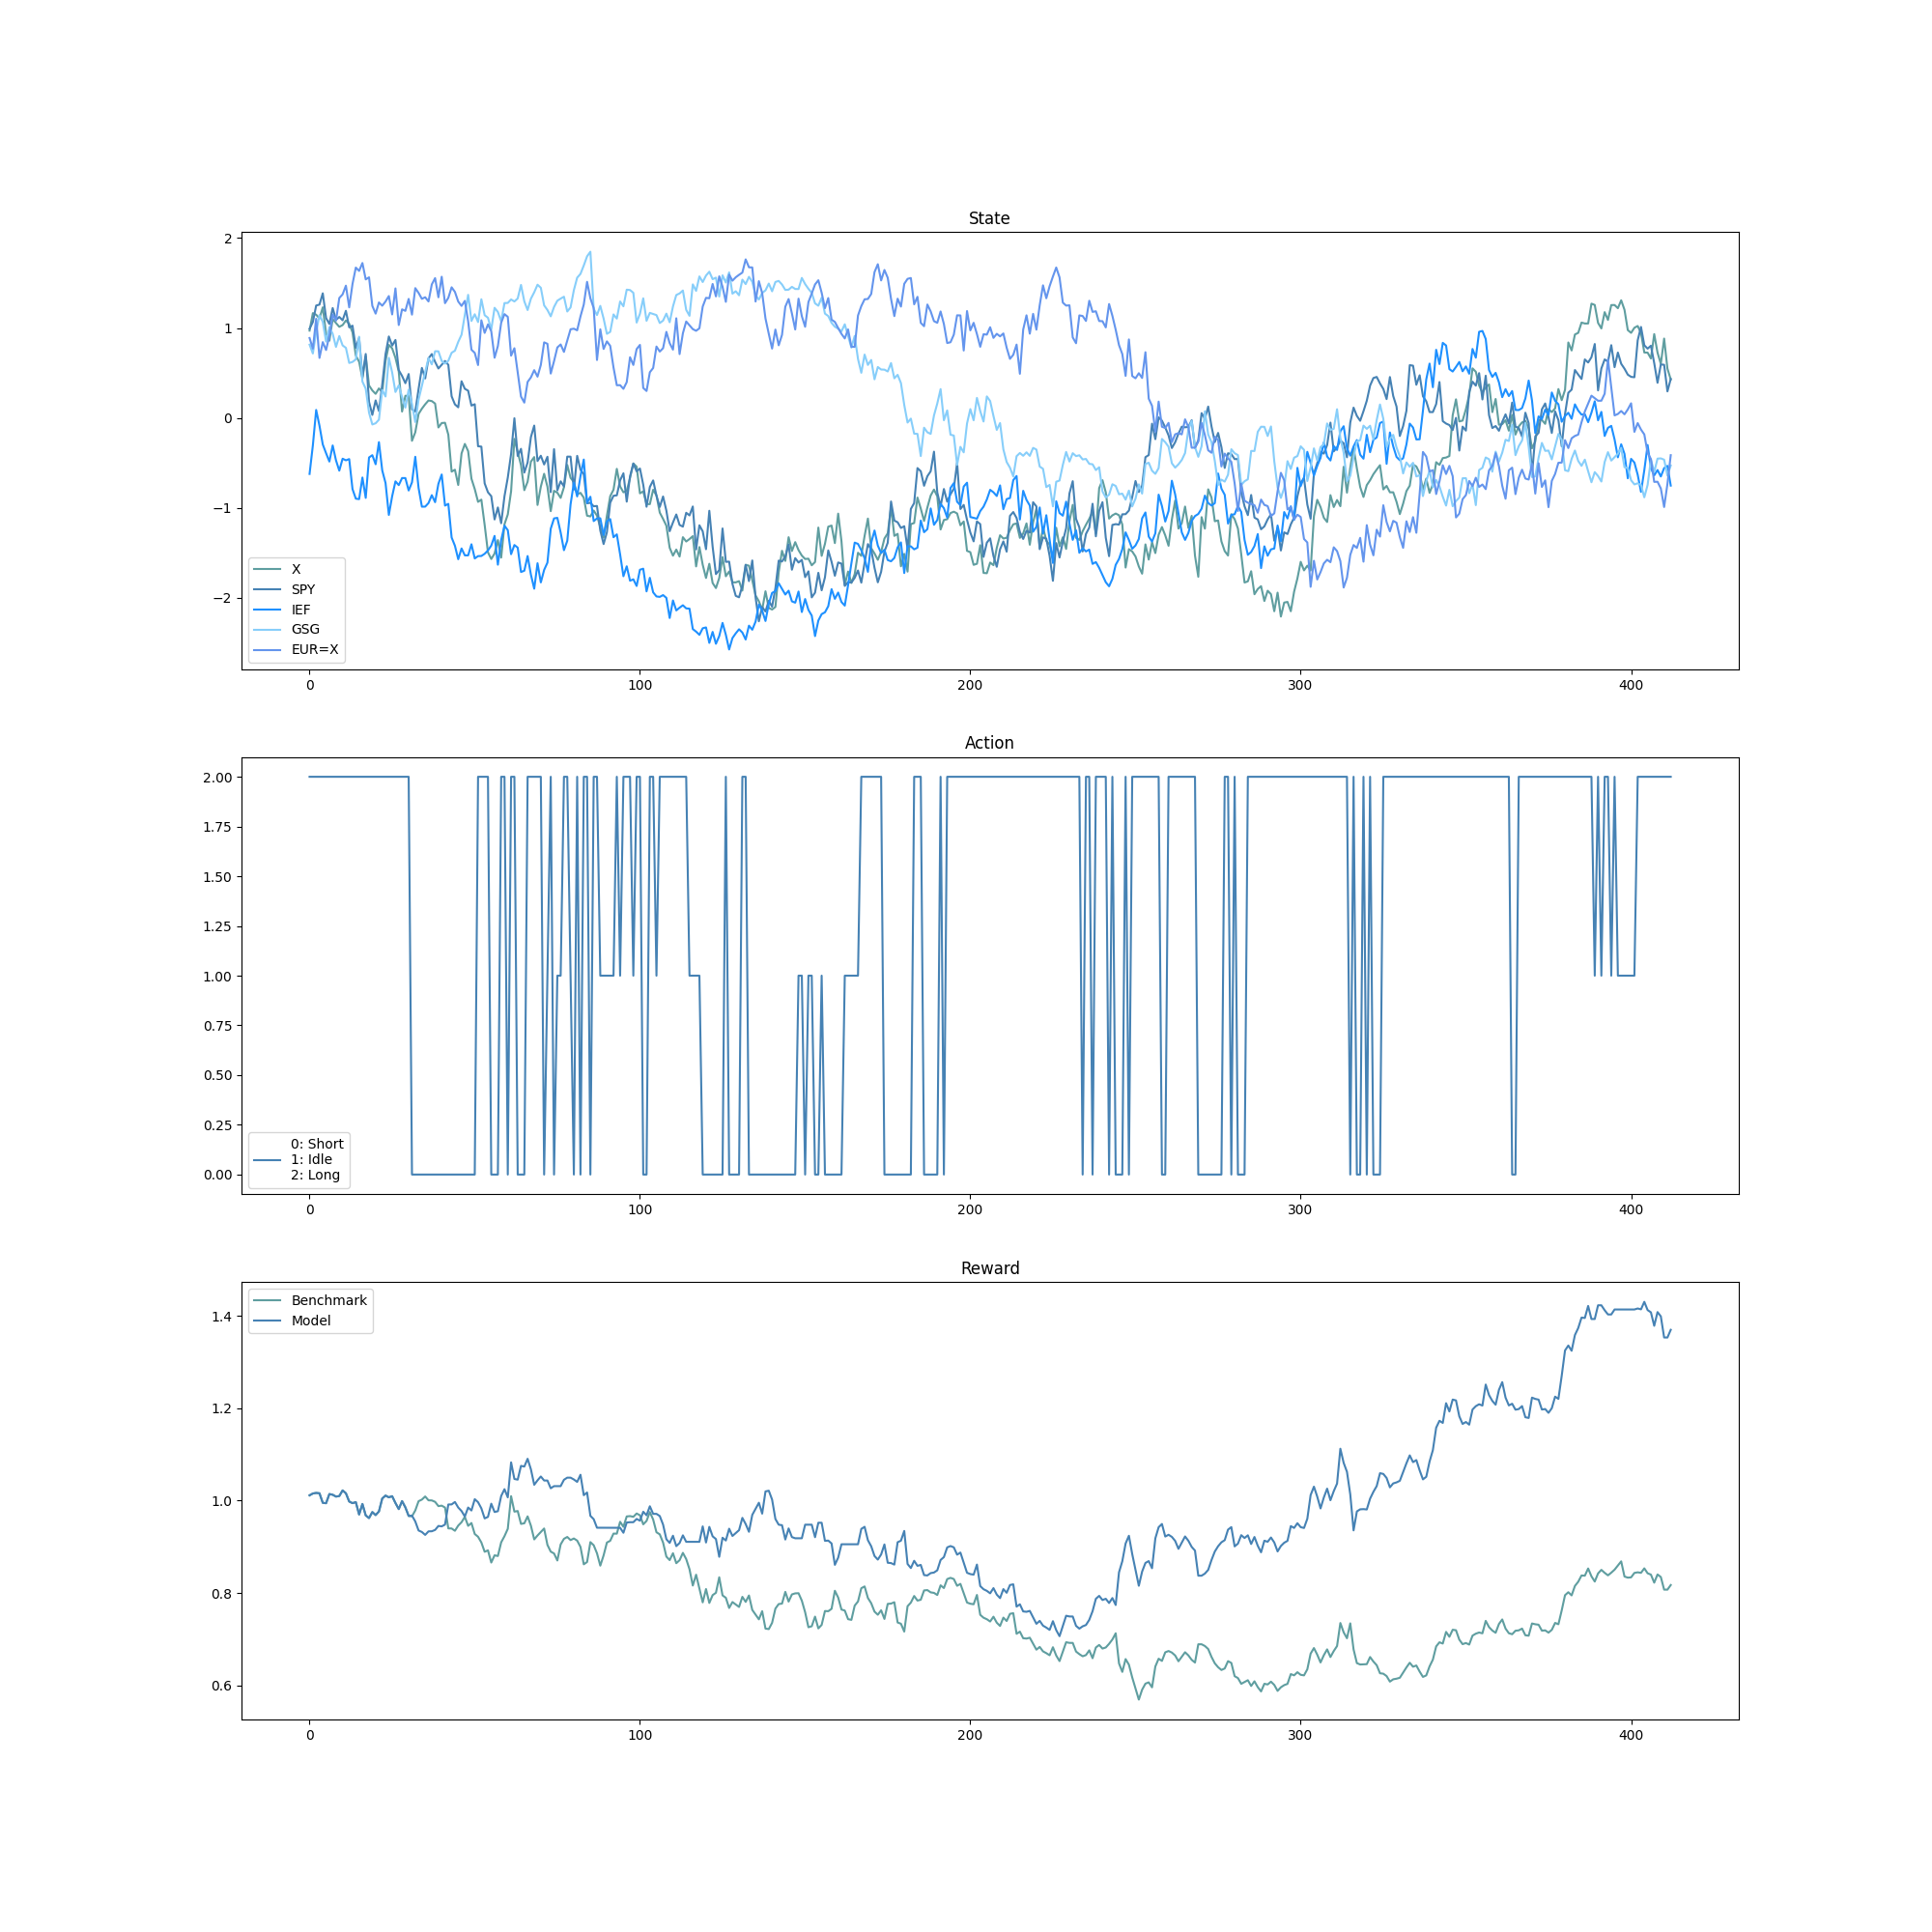 State
2
1
0
−1
−2
X
SPY
IEF
GSG
EUR=X
0 100 200 300 400
Action
2.00
1.75
1.50
1.25
1.00
0.75
0.50
0.25
0.00
0: Short
1: Idle
2: Long
0 100 200 300 400
Reward
Benchmark
Model
1.4
1.2
1.0
0.8
0.6
0 100 200 300 400